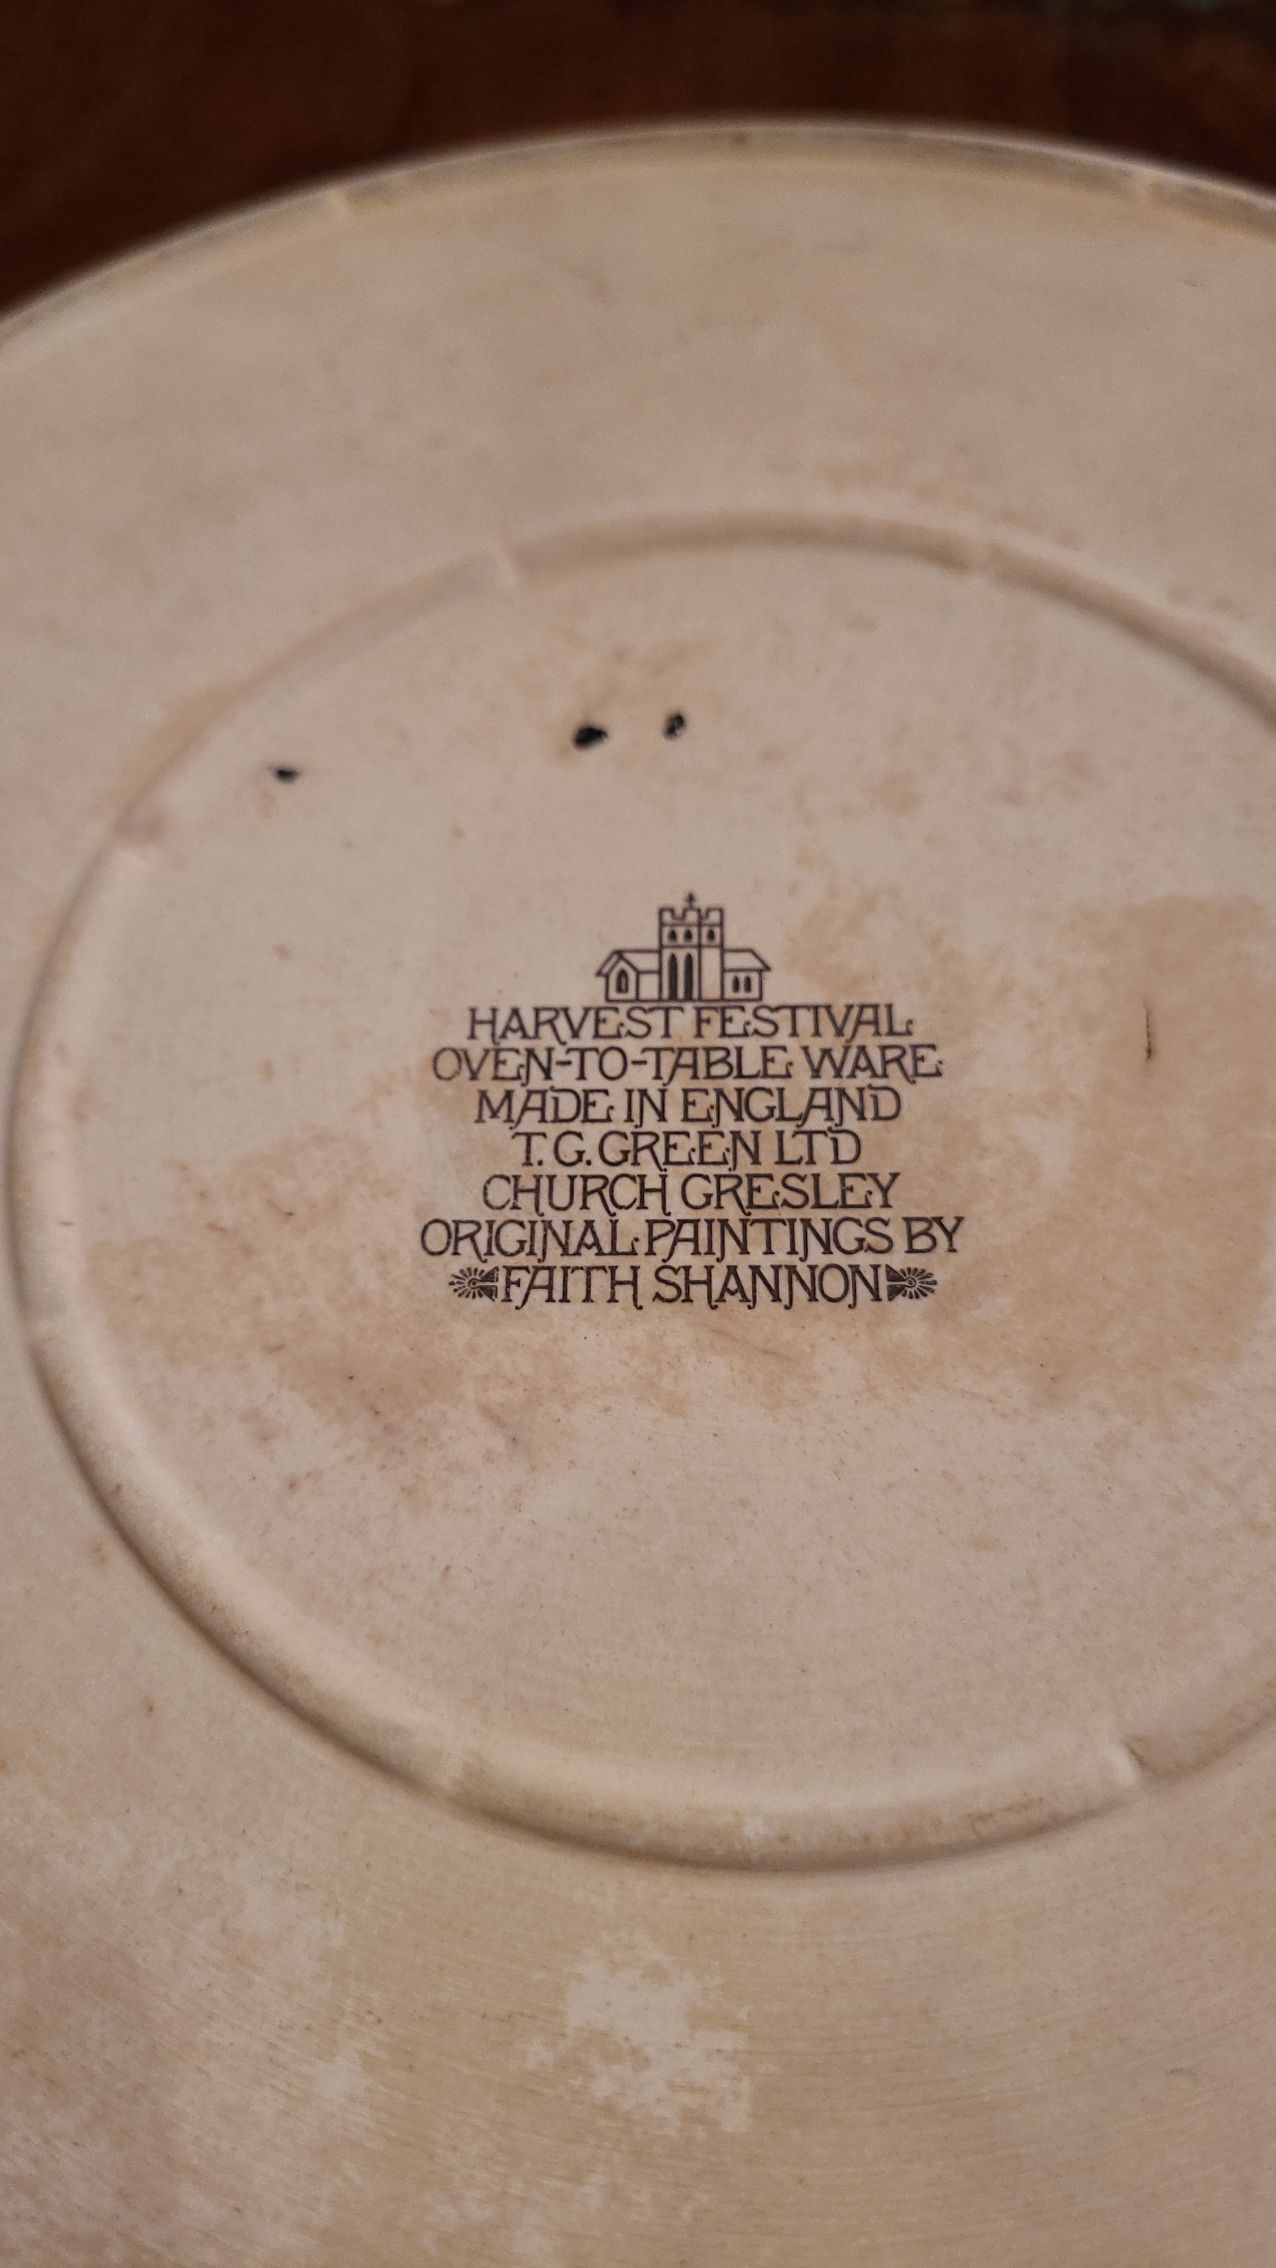 HARVEST FESTIVAL
OVEN-TO-TABLE WARE
MADE IN ENGLAND
T. G. GREEN LTD
CHURCH GRESLEY
ORIGINAL PAINTINGS BY
FAITH SHANNON